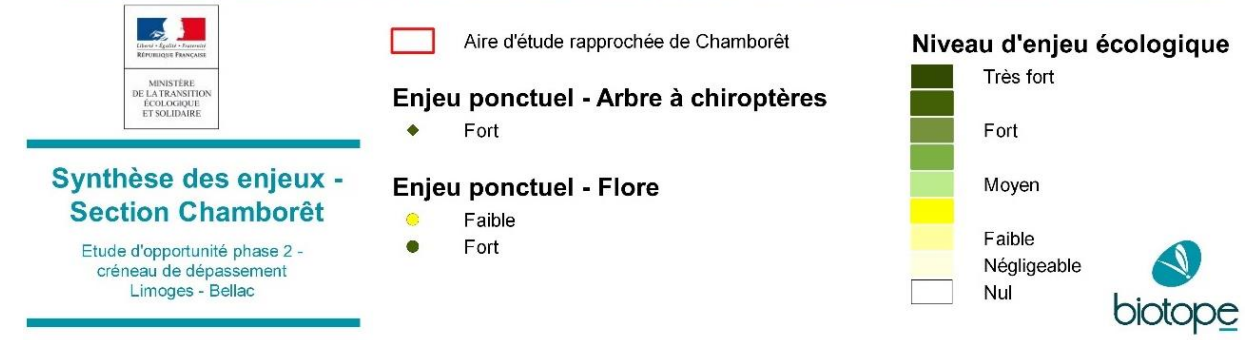 Liberté • Égalité • Fraternité
RÉPUBLIQUE FRANÇAISE
MINISTÈRE
DE LA TRANSITION
ÉCOLOGIQUE
ET SOLIDAIRE
Synthèse des enjeux -
Section Chamborêt
Etude d'opportunité phase 2 -
créneau de dépassement
Limoges - Bellac
Aire d'étude rapprochée de Chamborêt
Enjeu ponctuel - Arbre à chiroptères
Fort
Enjeu ponctuel - Flore
Faible
Fort
Niveau d'enjeu écologique
Très fort
Fort
Moyen
Faible
Négligeable
Nul
biotope